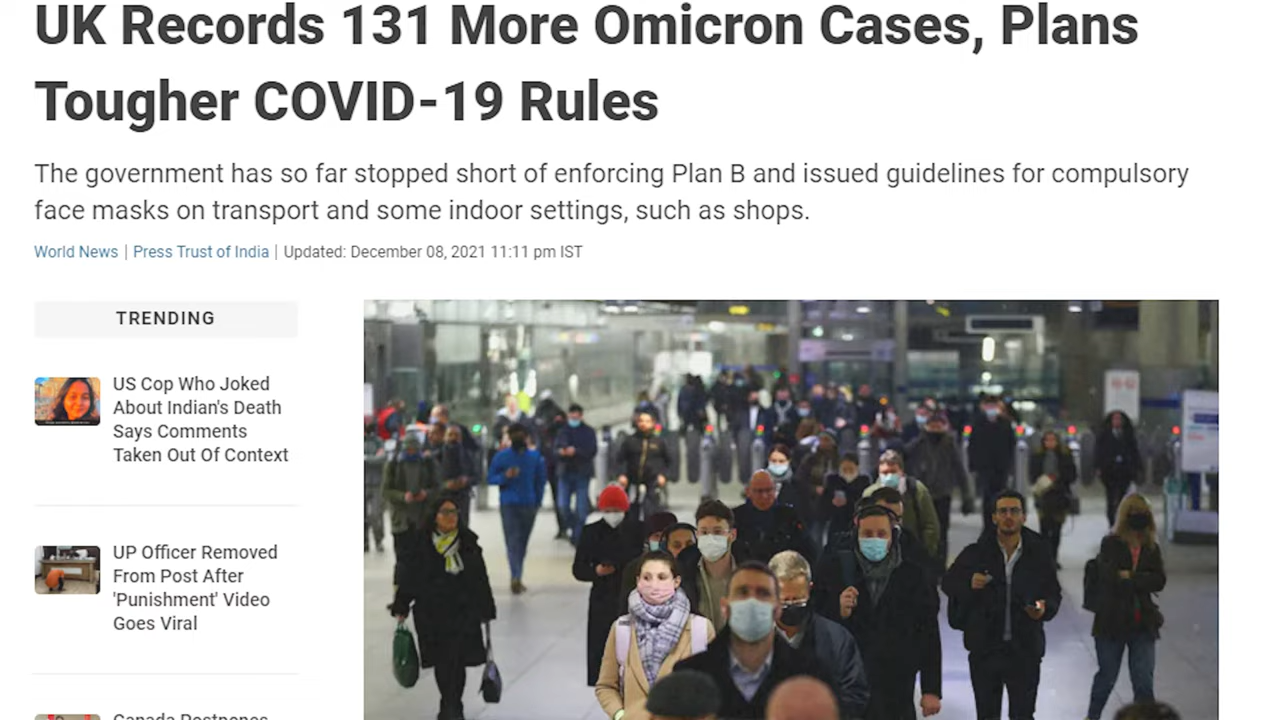 UK Records 131 More Omicron Cases, Plans
Tougher COVID-19 Rules
The government has so far stopped short of enforcing Plan B and issued guidelines for compulsory
face masks on transport and some indoor settings, such as shops.
World News | Press Trust of India | Updated: December 08, 2021 11:11 pm IST
TRENDING
US Cop Who Joked
About Indian's Death
Says Comments
Taken Out Of Context
UP Officer Removed
From Post After
'Punishment' Video
Goes Viral
Canada Postpones